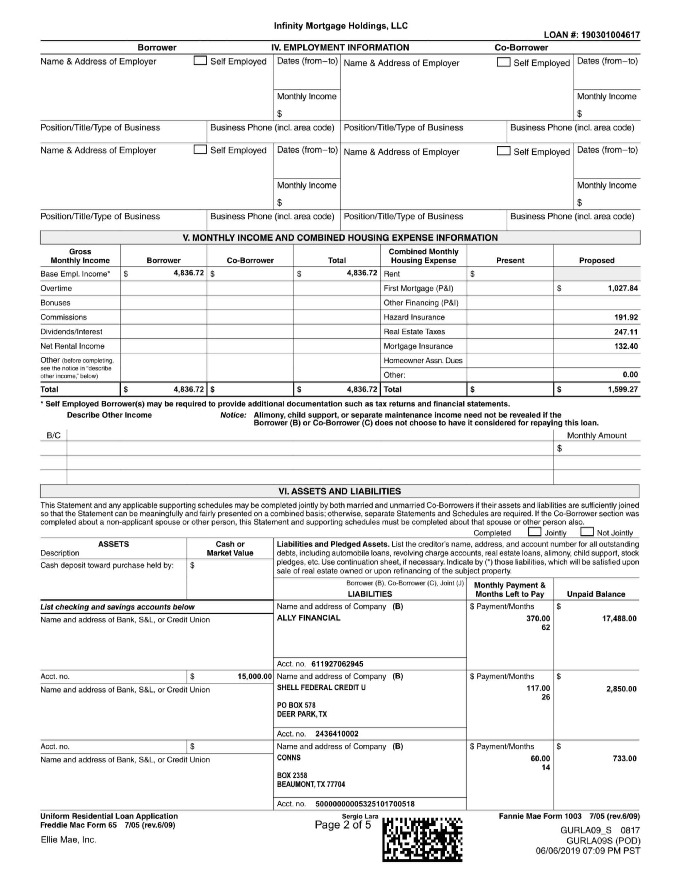 Infinity Mortgage Holdings, LLC
LOAN #: 190301004617
Borrower IV. EMPLOYMENT INFORMATION Co-Borrower
Name & Address of Employer Self Employed Dates (from–to) Name & Address of Employer Self Employed Dates (from–to)
Monthly Income Monthly Income
$ $
Position/Title/Type of Business Business Phone (incl. area code) Position/Title/Type of Business Business Phone (incl. area code)
Name & Address of Employer Self Employed Dates (from–to) Name & Address of Employer Self Employed Dates (from–to)
Monthly Income Monthly Income
$ $
Position/Title/Type of Business Business Phone (incl. area code) Position/Title/Type of Business Business Phone (incl. area code)
V. MONTHLY INCOME AND COMBINED HOUSING EXPENSE INFORMATION
Gross Monthly Income Borrower Co-Borrower Total Combined Monthly Housing Expense Present Proposed
Base Empl. Income* $ 4,836.72 $ $ 4,836.72 Rent $
Overtime First Mortgage (P&I) $ 1,027.84
Bonuses Other Financing (P&I)
Commissions Hazard Insurance 191.92
Dividends/Interest Real Estate Taxes 247.11
Net Rental Income Mortgage Insurance 132.40
Other (before completing, Homeowner Assn. Dues
see the notice in "describe
other income," below) Other: 0.00
Total $ 4,836.72 $ $ 4,836.72 Total $ $ 1,599.27
* Self Employed Borrower(s) may be required to provide additional documentation such as tax returns and financial statements.
Describe Other Income Notice: Alimony, child support, or separate maintenance income need not be revealed if the
Borrower (B) or Co-Borrower (C) does not choose to have it considered for repaying this loan.
B/C Monthly Amount
$
VI. ASSETS AND LIABILITIES
This Statement and any applicable supporting schedules may be completed jointly by both married and unmarried Co-Borrowers if their assets and liabilities are sufficiently joined
so that the Statement can be meaningfully and fairly presented on a combined basis; otherwise, separate Statements and Schedules are required. If the Co-Borrower section was
completed about a non-applicant spouse or other person, this Statement and supporting schedules must be completed about that spouse or other person also.
Completed Jointly Not Jointly
ASSETS Cash or Market Value
Description
Cash deposit toward purchase held by: $
Liabilities and Pledged Assets. List the creditor's name, address, and account number for all outstanding
debts, including automobile loans, revolving charge accounts, real estate loans, alimony, child support, stock
pledges, etc. Use continuation sheet, if necessary. Indicate by (*) those liabilities, which will be satisfied upon
sale of real estate owned or upon refinancing of the subject property.
Borrower (B), Co-Borrower (C), Joint (J)
LIABILITIES Monthly Payment & Months Left to Pay Unpaid Balance
List checking and savings accounts below Name and address of Company (B) $ Payment/Months $
Name and address of Bank, S&L, or Credit Union ALLY FINANCIAL 370.00 17,488.00
62
Acct. no. 611927062945
Acct. no. $ 15,000.00 Name and address of Company (B) $ Payment/Months $
Name and address of Bank, S&L, or Credit Union SHELL FEDERAL CREDIT U 117.00 2,850.00
26
PO BOX 578
DEER PARK, TX
Acct. no. 2436410002
Acct. no. $ Name and address of Company (B) $ Payment/Months $
Name and address of Bank, S&L, or Credit Union CONNS 60.00 733.00
14
BOX 2358
BEAUMONT, TX 77704
Acct. no. 50000000005325101700518
Uniform Residential Loan Application Sergio Lara Fannie Mae Form 1003 7/05 (rev.6/09)
Freddie Mac Form 65 7/05 (rev.6/09) Page 2 of 5
Ellie Mae, Inc. GURLA09_S 0817
GURLA09S (POD)
06/06/2019 07:09 PM PST